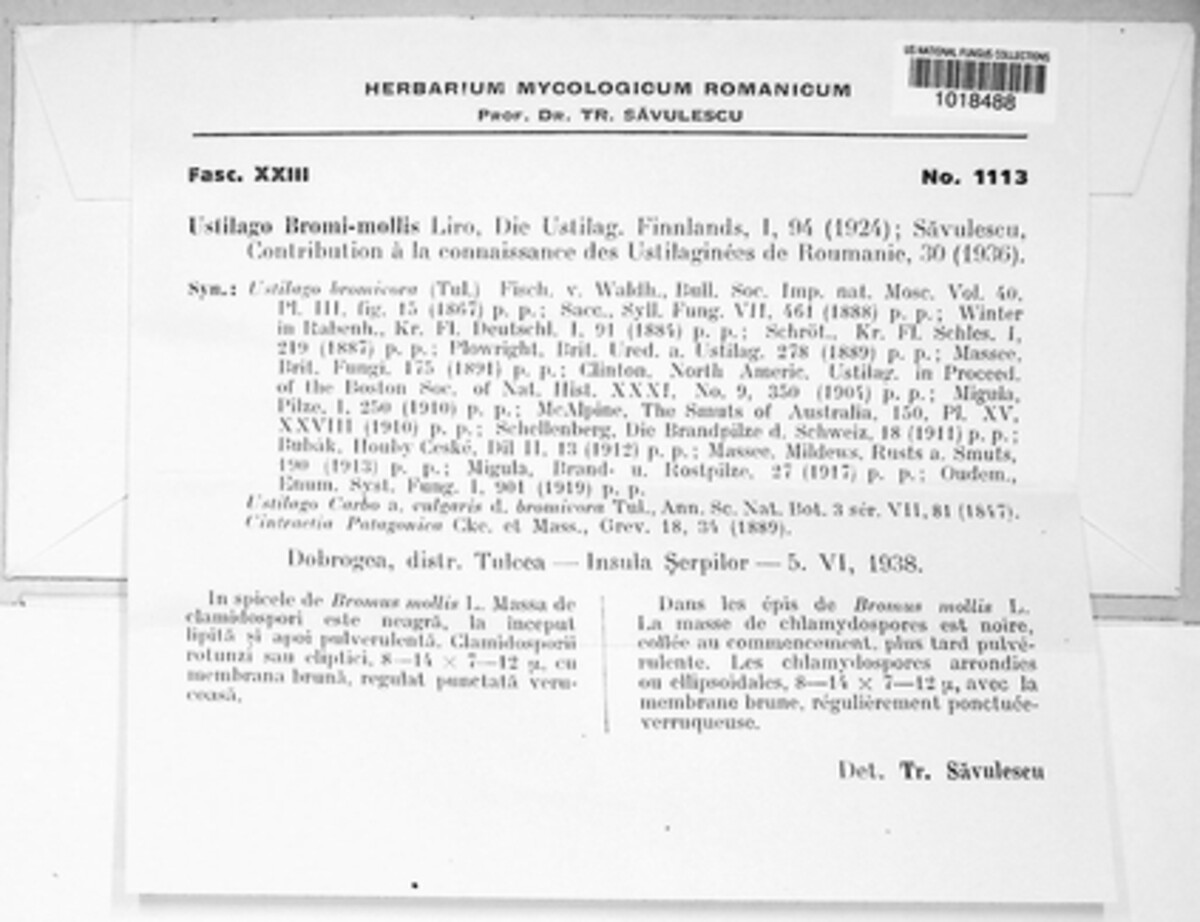 US NATIONAL FUNGUS COLLECTIONS
1018488
HERBARIUM MYCOLOGICUM ROMANICUM
PROF. DR. TR. SĂVULESCU
Fasc. XXIII
No. 1113
Ustilago Bromi-mollis Liro, Die Ustilag. Finnlands, I, 94 (1924); Săvulescu,
Contribution à la connaissance des Ustilaginées de Roumanie, 30 (1936).
Syn.: Ustilago bromivora (Tul.) Fisch. v. Waldh., Bull. Soc. Imp. nat. Mosc. Vol. 40,
Pl. III, fig. 15 (1867) p. p.; Sacc., Syll. Fung. VII, 461 (1888) p. p.; Winter
in Rabenh., Kr. Fl. Deutschl. I, 91 (1884) p. p.; Schröt., Kr. Fl. Schles. I,
219 (1887) p. p.; Plowright, Brit. Ured. a. Ustilag. 278 (1889) p. p.; Massee,
Brit. Fungi, 175 (1891) p. p.; Clinton, North Americ. Ustilag. in Proceed.
of the Boston Soc. of Nat. Hist. XXXI, No. 9, 350 (1904) p. p.; Migula,
Pilze, I, 250 (1910) p. p.; McAlpine, The Smuts of Australia, 150, Pl. XV,
XXVIII (1910) p. p.; Schellenberg, Die Brandpilze d. Schweiz, 18 (1911) p. p.;
Bubák, Houby České, Díl II, 13 (1912) p. p.; Massee, Mildews, Rusts a. Smuts,
190 (1913) p. p.; Migula, Brand- u. Rostpilze, 27 (1917) p. p.; Oudem.,
Enum. Syst. Fung. I, 901 (1919) p. p.
Ustilago Carbo a. vulgaris d. bromivora Tul., Ann. Sc. Nat. Bot. 3 sér. VII, 81 (1847).
Cintractia Patagonica Cke. et Mass., Grev. 18, 34 (1889).
Dobrogea, distr. Tulcea — Insula Şerpilor — 5. VI, 1938.
In spicele de Bromus mollis L. Massa de
clamidospori este neagră, la început
lipită și apoi pulverulentă. Clamidosporii
rotunzi sau eliptici, 8—14 × 7—12 µ, cu
membrana brună, regulat punctată veru-
ceasă.
Dans les épis de Bromus mollis L.
La masse de chlamydospores est noire,
collée au commencement, plus tard pulvé-
rulente. Les chlamydospores arrondies
ou ellipsoidales, 8—14 × 7—12 µ, avec la
membrane brune, régulièrement ponctuée-
verruqueuse.
Det. Tr. Săvulescu